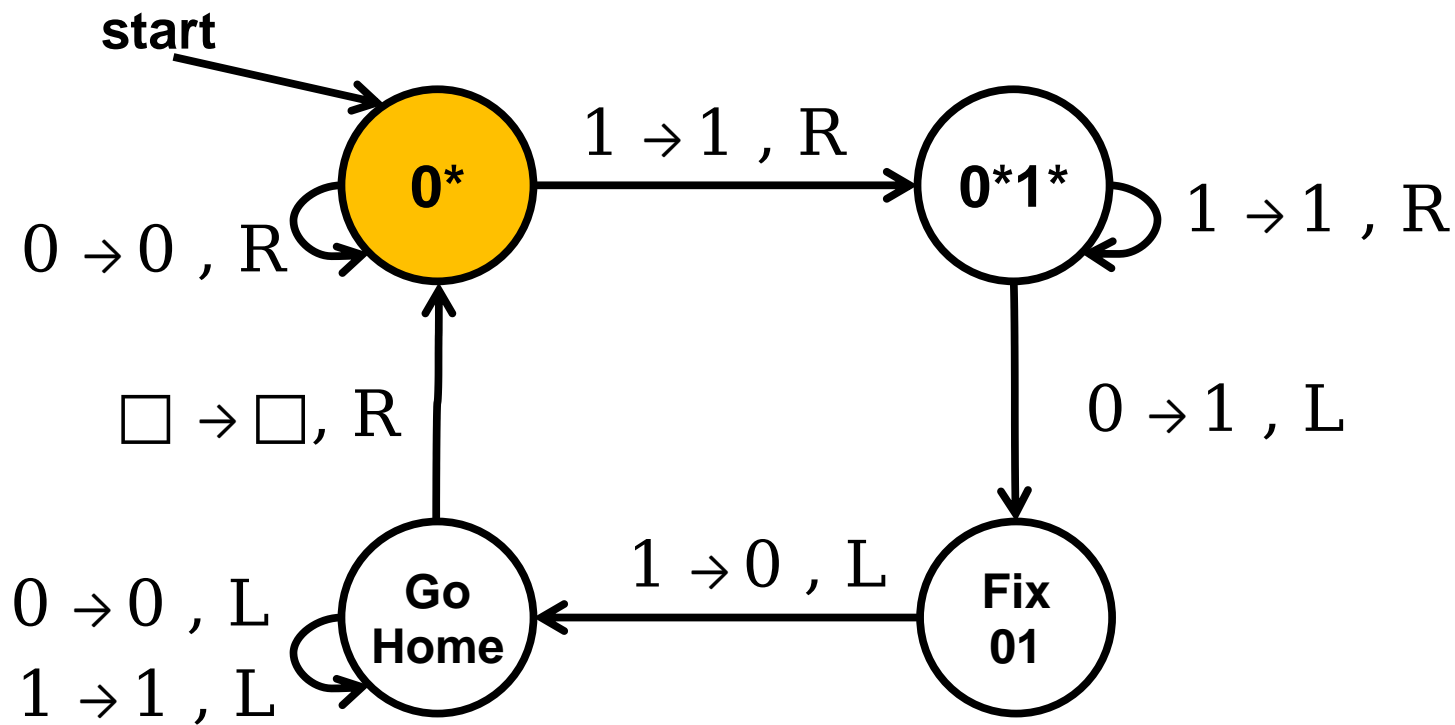 start
0*
1 → 1 , R
0*1*
1 → 1 , R
0 → 0 , R
□ → □, R
0 → 1 , L
0 → 0 , L
1 → 1 , L
Go
Home
1 → 0 , L
Fix
01